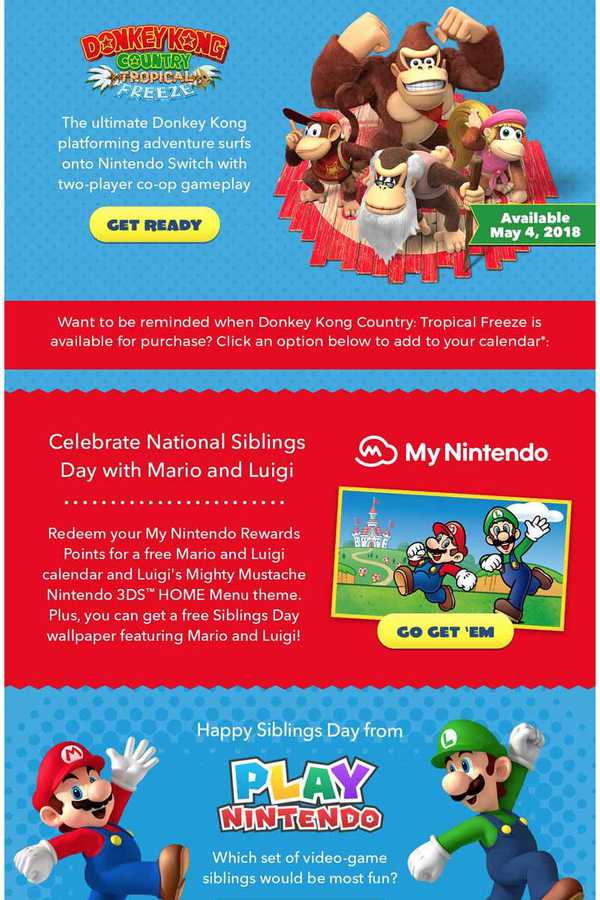 DONKEY KONG
COUNTRY
TROPICAL
FREEZE
The ultimate Donkey Kong
platforming adventure surfs
onto Nintendo Switch with
two-player co-op gameplay
GET READY
Available
May 4, 2018
Want to be reminded when Donkey Kong Country: Tropical Freeze is
available for purchase? Click an option below to add to your calendar*:
Celebrate National Siblings
Day with Mario and Luigi
My Nintendo
Redeem your My Nintendo Rewards
Points for a free Mario and Luigi
calendar and Luigi's Mighty Mustache
Nintendo 3DS™ HOME Menu theme.
Plus, you can get a free Siblings Day
wallpaper featuring Mario and Luigi!
GO GET 'EM
Happy Siblings Day from
PLAY
NINTENDO
Which set of video-game
siblings would be most fun?